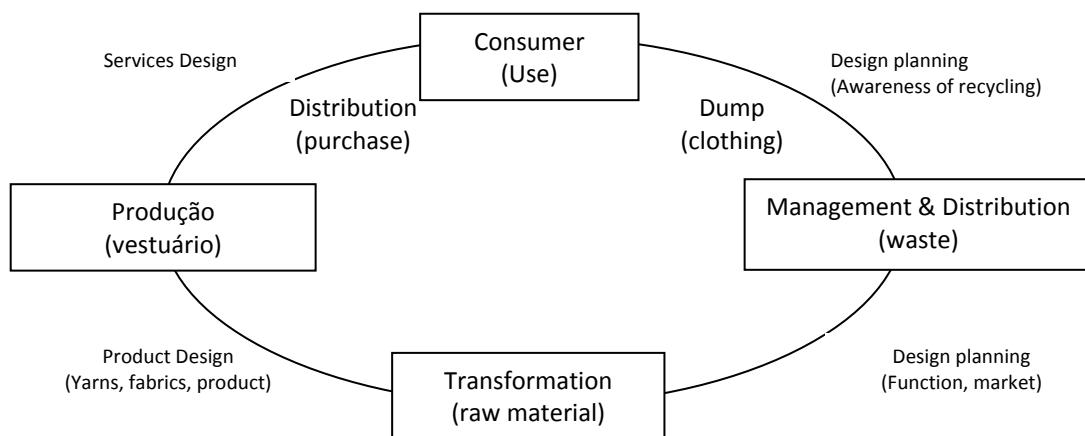 Consumer
(Use)
Services Design
Design planning
(Awareness of recycling)
Distribution
(purchase)
Dump
(clothing)
Produção
(vestuário)
Management & Distribution
(waste)
Product Design
(Yarns, fabrics, product)
Transformation
(raw material)
Design planning
(Function, market)